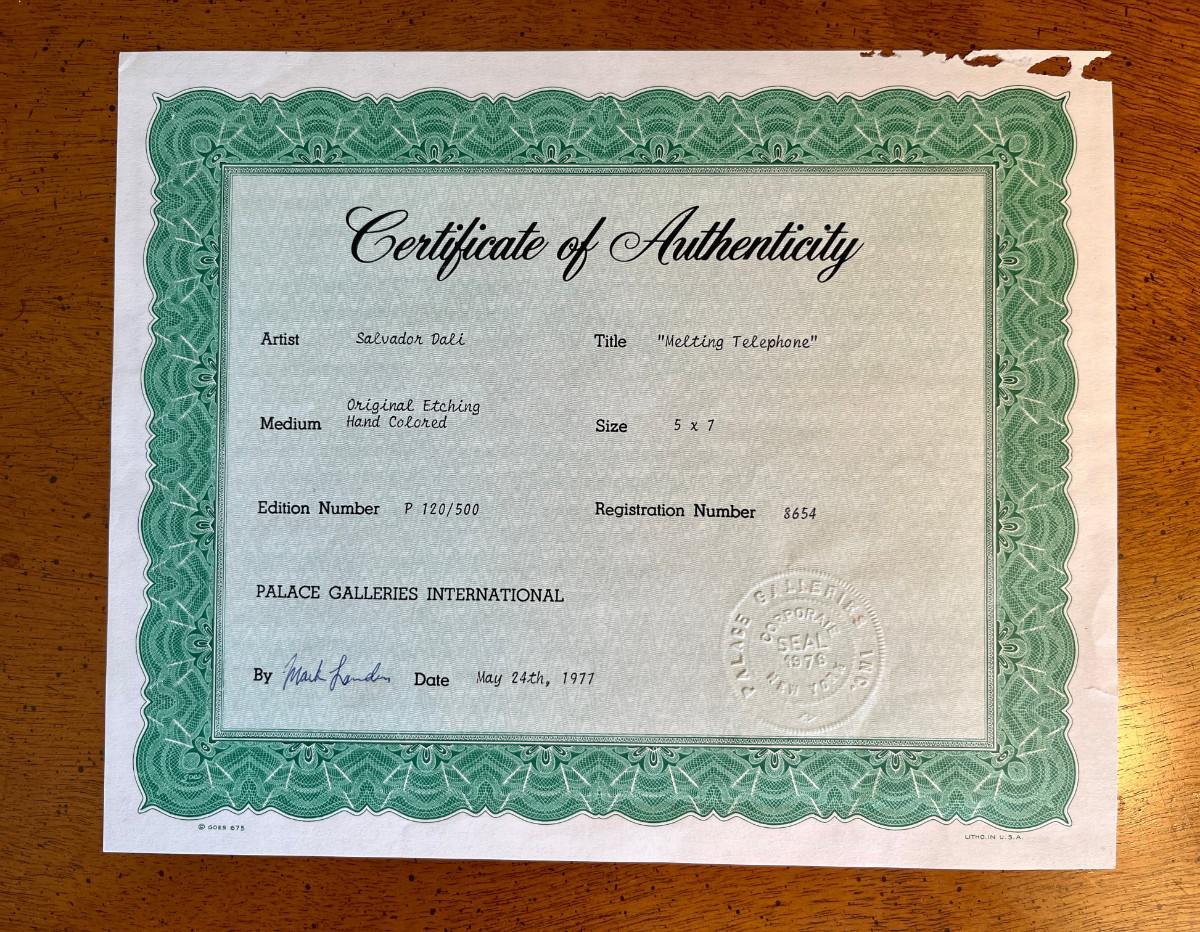 Certificate of Authenticity
Artist Salvador Dali Title "Melting Telephone"
Original Etching
Medium Hand Colored Size 5 x 7
Edition Number P 120/500 Registration Number 8654
PALACE GALLERIES INTERNATIONAL
By Mark Date May 24th, 1977
PALACE GALLERIES INC.
CORPORATE
SEAL
1976
NEW YORK
© GOES 675
LITHO. IN U.S.A.